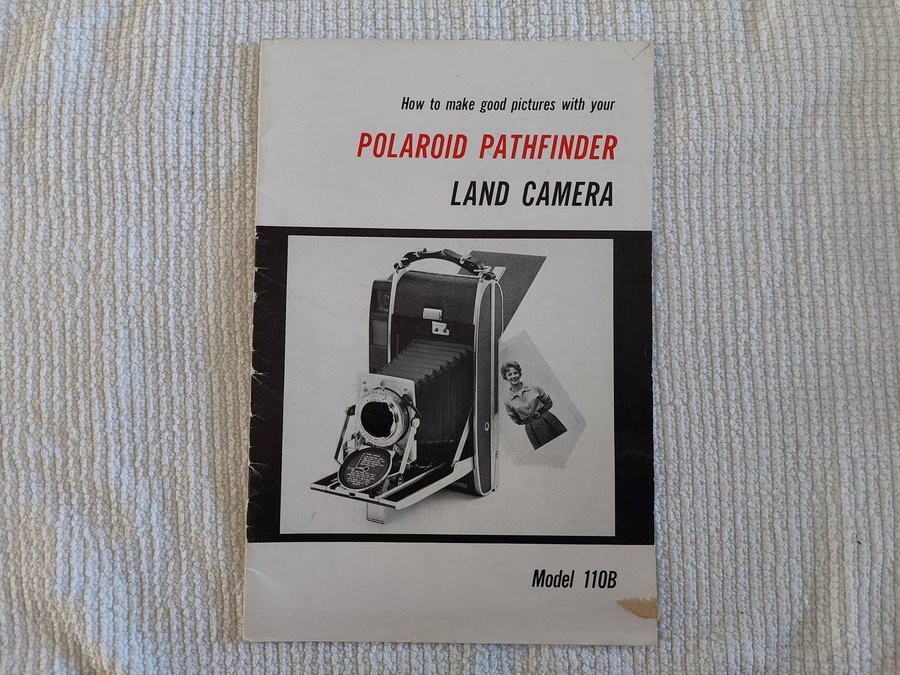 How to make good pictures with your
POLAROID PATHFINDER
LAND CAMERA
Model 110B